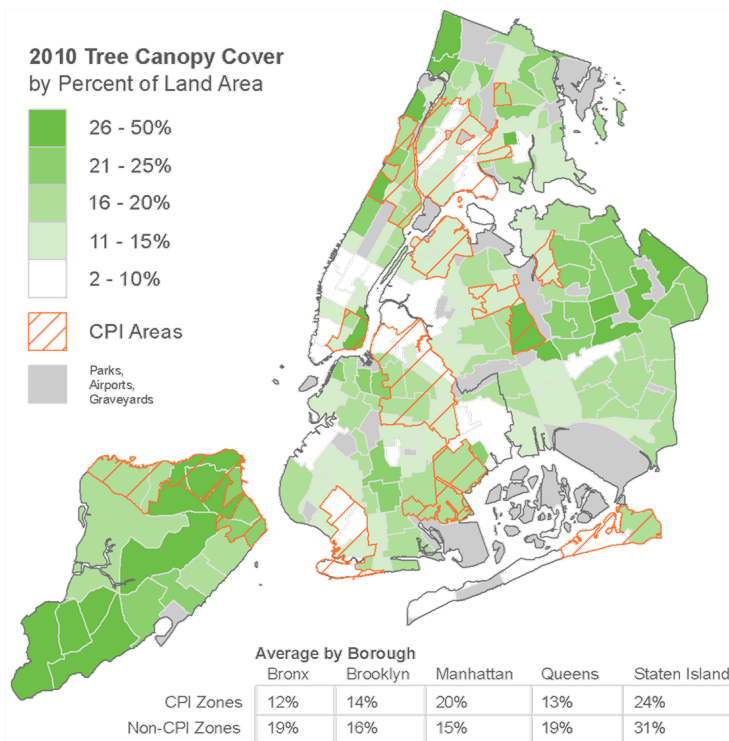 2010 Tree Canopy Cover
by Percent of Land Area
26 - 50%
21 - 25%
16 - 20%
11 - 15%
2 - 10%
CPI Areas
Parks,
Airports,
Graveyards
Average by Borough
Bronx Brooklyn Manhattan Queens Staten Island
CPI Zones 12% 14% 20% 13% 24%
Non-CPI Zones 19% 16% 15% 19% 31%